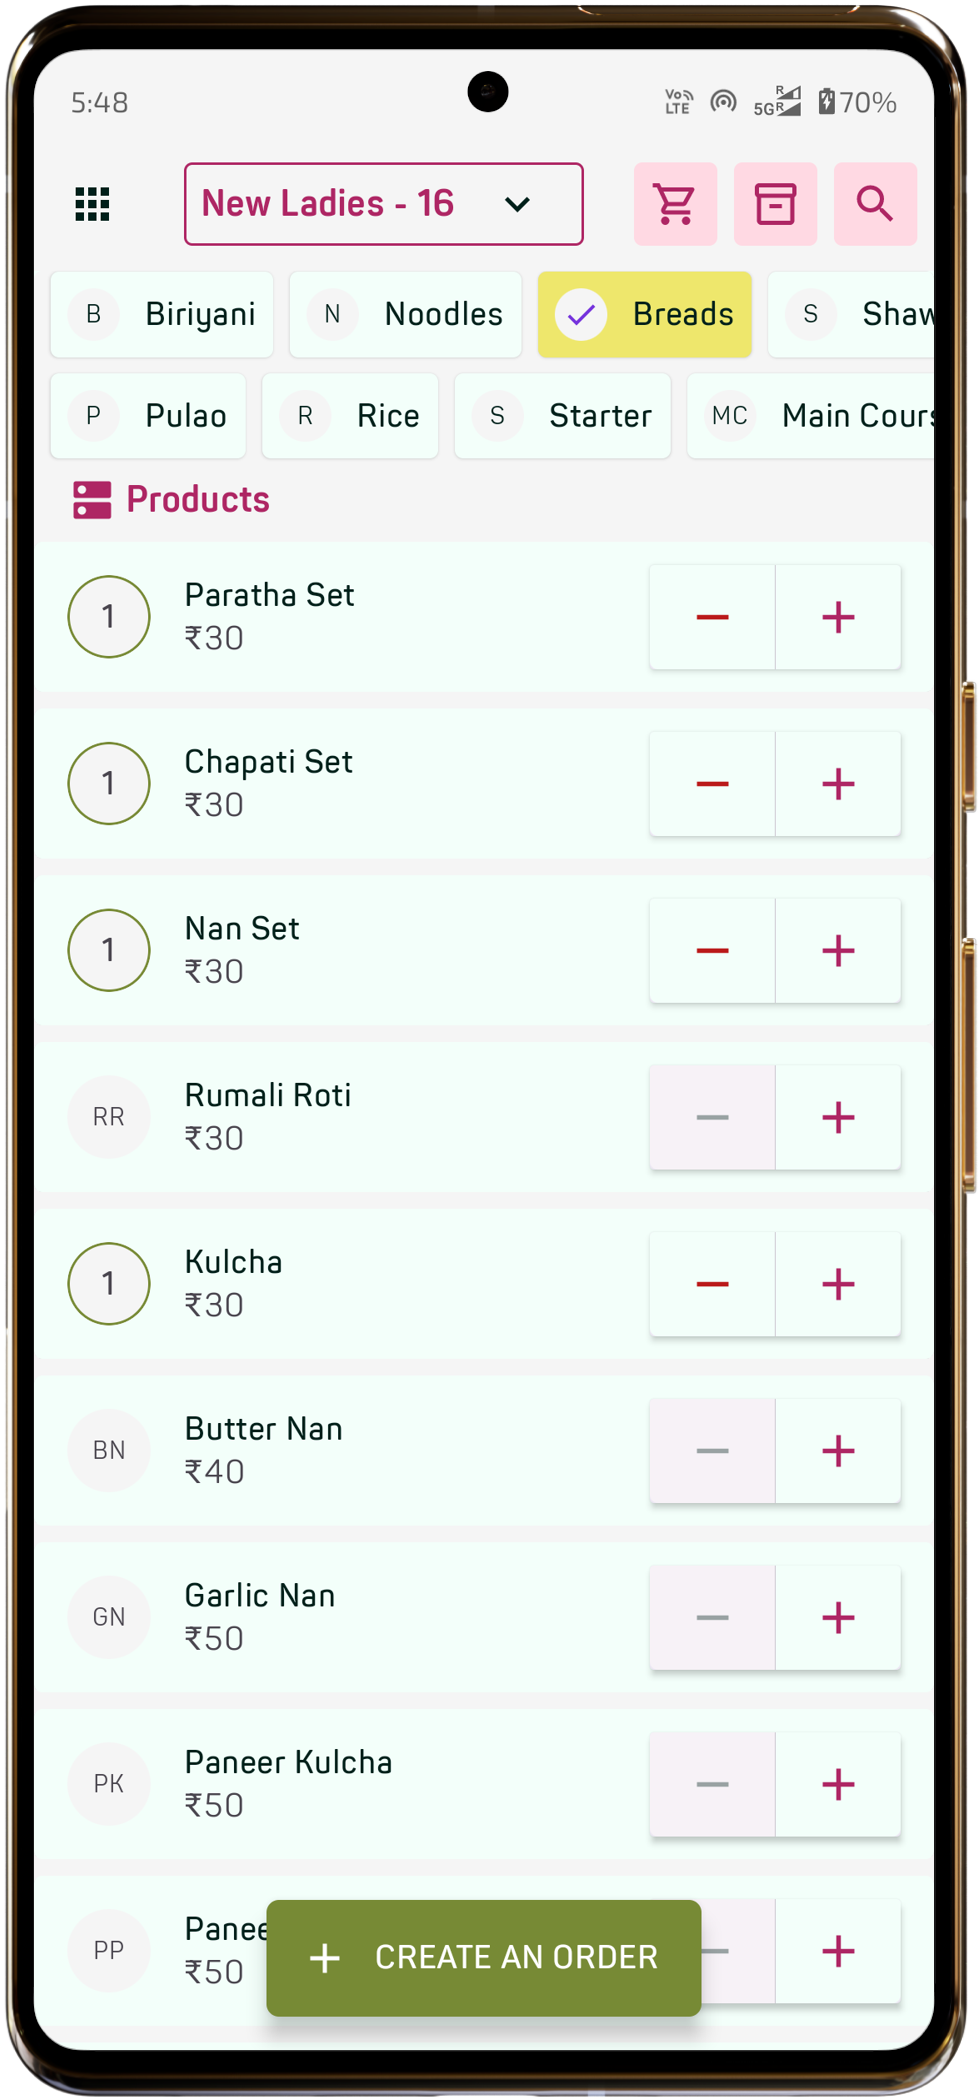 5:48 VoLTE 5G R R 70%
New Ladies - 16
B Biriyani N Noodles Breads S Shaw
P Pulao R Rice S Starter MC Main Cours
Products
1 Paratha Set
₹30
1 Chapati Set
₹30
1 Nan Set
₹30
RR Rumali Roti
₹30
1 Kulcha
₹30
BN Butter Nan
₹40
GN Garlic Nan
₹50
PK Paneer Kulcha
₹50
PP Panee
₹50
+ CREATE AN ORDER